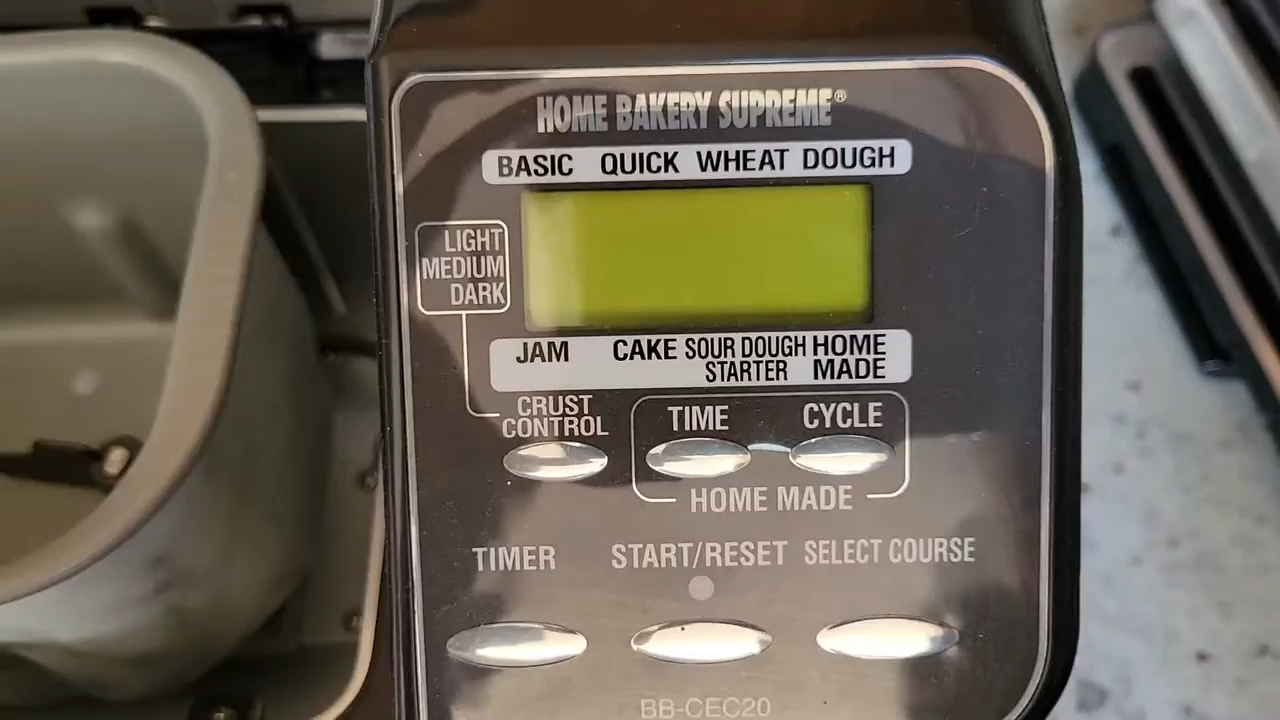 HOME BAKERY SUPREME®
BASIC QUICK WHEAT DOUGH
LIGHT
MEDIUM
DARK
JAM CAKE SOUR DOUGH STARTER HOME MADE
CRUST CONTROL
TIME CYCLE
HOME MADE
TIMER START/RESET SELECT COURSE
BB-CEC20